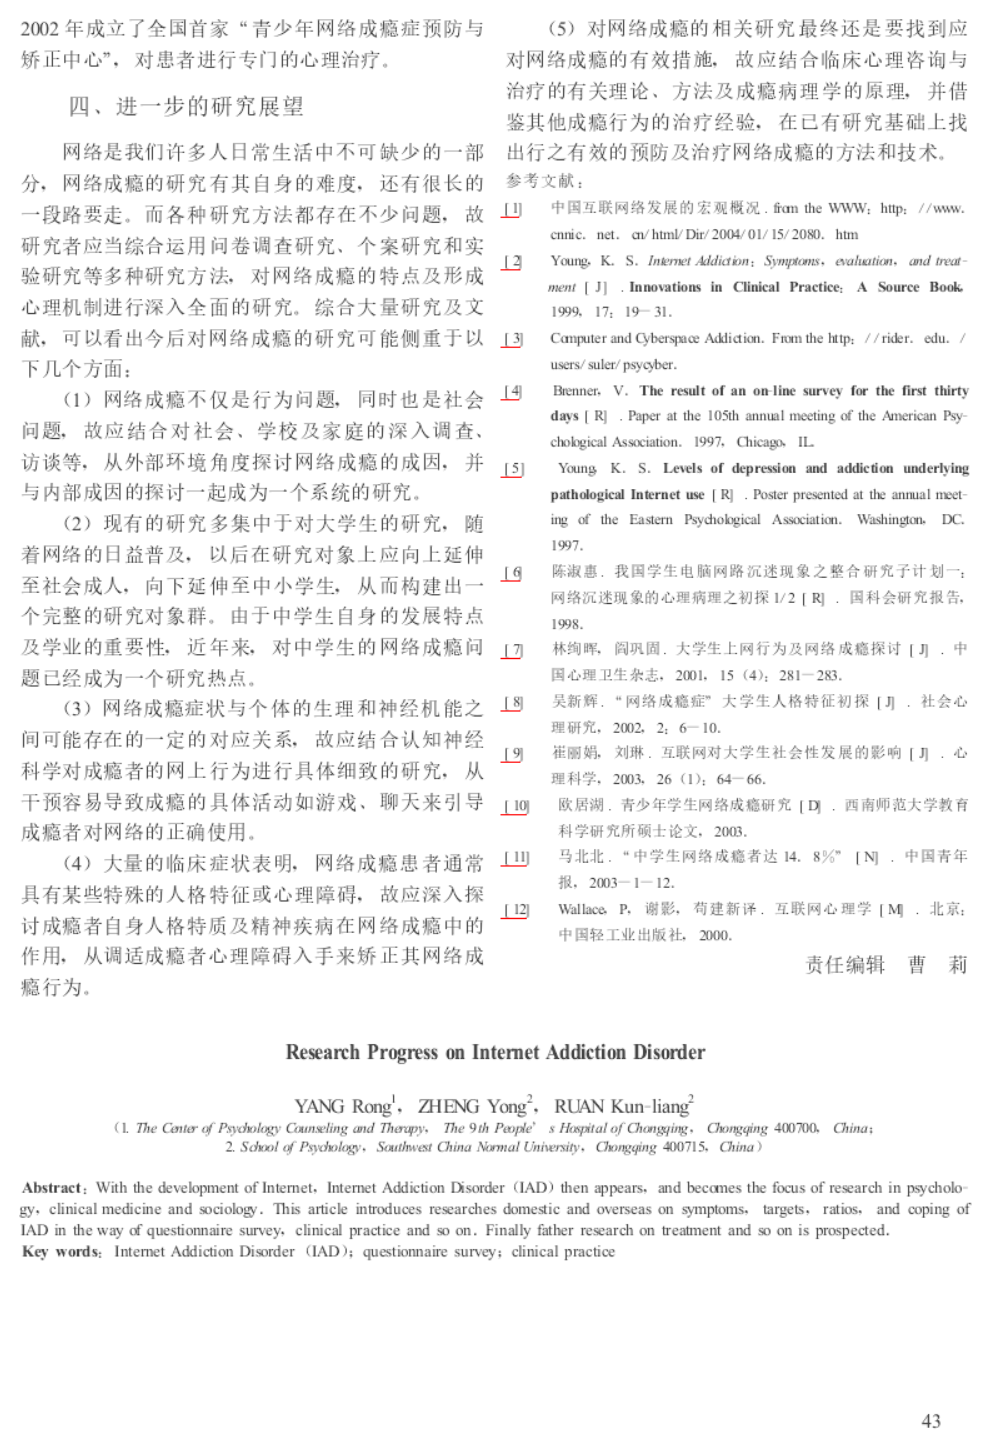 2002 年成立了全国首家“青少年网络成瘾症预防与
矫正中心”，对患者进行专门的心理治疗。
四、进一步的研究展望
网络是我们许多人日常生活中不可缺少的一部
分，网络成瘾的研究有其自身的难度，还有很长的
一段路要走。而各种研究方法都存在不少问题，故
研究者应当综合运用问卷调查研究、个案研究和实
验研究等多种研究方法，对网络成瘾的特点及形成
心理机制进行深入全面的研究。综合大量研究及文
献，可以看出今后对网络成瘾的研究可能侧重于以
下几个方面：
（1）网络成瘾不仅是行为问题，同时也是社会
问题，故应结合对社会、学校及家庭的深入调查、
访谈等，从外部环境角度探讨网络成瘾的成因，并
与内部成因的探讨一起成为一个系统的研究。
（2）现有的研究多集中于对大学生的研究，随
着网络的日益普及，以后在研究对象上应向上延伸
至社会成人，向下延伸至中小学生，从而构建出一
个完整的研究对象群。由于中学生自身的发展特点
及学业的重要性，近年来，对中学生的网络成瘾问
题已经成为一个研究热点。
（3）网络成瘾症状与个体的生理和神经机能之
间可能存在的一定的对应关系，故应结合认知神经
科学对成瘾者的网上行为进行具体细致的研究，从
干预容易导致成瘾的具体活动如游戏、聊天来引导
成瘾者对网络的正确使用。
（4）大量的临床症状表明，网络成瘾患者通常
具有某些特殊的人格特征或心理障碍，故应深入探
讨成瘾者自身人格特质及精神疾病在网络成瘾中的
作用，从调适成瘾者心理障碍入手来矫正其网络成
瘾行为。
（5）对网络成瘾的相关研究最终还是要找到应
对网络成瘾的有效措施，故应结合临床心理咨询与
治疗的有关理论、方法及成瘾病理学的原理，并借
鉴其他成瘾行为的治疗经验，在已有研究基础上找
出行之有效的预防及治疗网络成瘾的方法和技术。
参考文献：
[1] 中国互联网络发展的宏观概况．from the WWW：http：//www．
cnnic．net．cn/html/Dir/2004/01/15/2080．htm
[2] Young，K．S．Internet Addiction：Symptoms，evaluation，and treat-
ment [J]．Innovations in Clinical Practice：A Source Book，
1999，17：19—31．
[3] Computer and Cyberspace Addiction．From the http：//rider．edu．/
users/suler/psycyber．
[4] Brenner，V．The result of an on-line survey for the first thirty
days [R]．Paper at the 105th annual meeting of the American Psy-
chological Association．1997，Chicago，IL．
[5] Young，K．S．Levels of depression and addiction underlying
pathological Internet use [R]．Poster presented at the annual meet-
ing of the Eastern Psychological Association．Washington，DC．
1997．
[6] 陈淑惠．我国学生电脑网路沉迷现象之整合研究子计划一：
网络沉迷现象的心理病理之初探 1/2 [R]．国科会研究报告，
1998．
[7] 林绚晖，阎巩固．大学生上网行为及网络成瘾探讨 [J]．中
国心理卫生杂志，2001，15（4）：281—283．
[8] 吴新辉．“网络成瘾症”大学生人格特征初探 [J]．社会心
理研究，2002，2：6—10．
[9] 崔丽娟，刘琳．互联网对大学生社会性发展的影响 [J]．心
理科学，2003，26（1）：64—66．
[10] 欧居湖．青少年学生网络成瘾研究 [D]．西南师范大学教育
科学研究所硕士论文，2003．
[11] 马北北．“中学生网络成瘾者达 14．8%” [N]．中国青年
报，2003—1—12．
[12] Wallace，P，谢影，苟建新译．互联网心理学 [M]．北京：
中国轻工业出版社，2000．
责任编辑 曹 莉
Research Progress on Internet Addiction Disorder
YANG Rong1，ZHENG Yong2，RUAN Kun-liang2
（1. The Center of Psychology Counseling and Therapy，The 9th People’s Hospital of Chongqing，Chongqing 400700，China；
2. School of Psychology，Southwest China Normal University，Chongqing 400715，China）
Abstract：With the development of Internet，Internet Addiction Disorder（IAD）then appears，and becomes the focus of research in psycholo-
gy，clinical medicine and sociology．This article introduces researches domestic and overseas on symptoms，targets，ratios，and coping of
IAD in the way of questionnaire survey，clinical practice and so on．Finally father research on treatment and so on is prospected．
Key words：Internet Addiction Disorder（IAD）；questionnaire survey；clinical practice
43